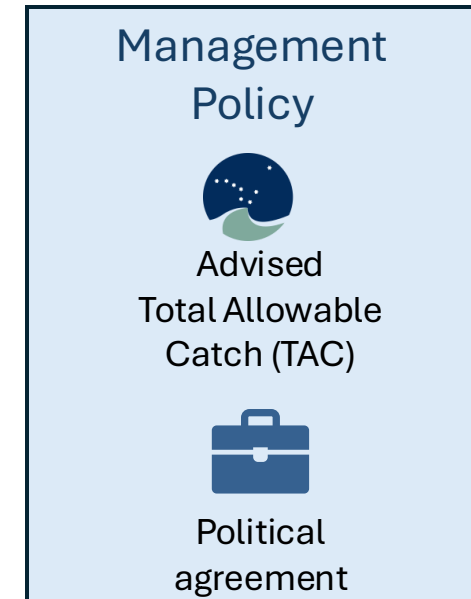 Management
Policy
Advised
Total Allowable
Catch (TAC)
Political
agreement